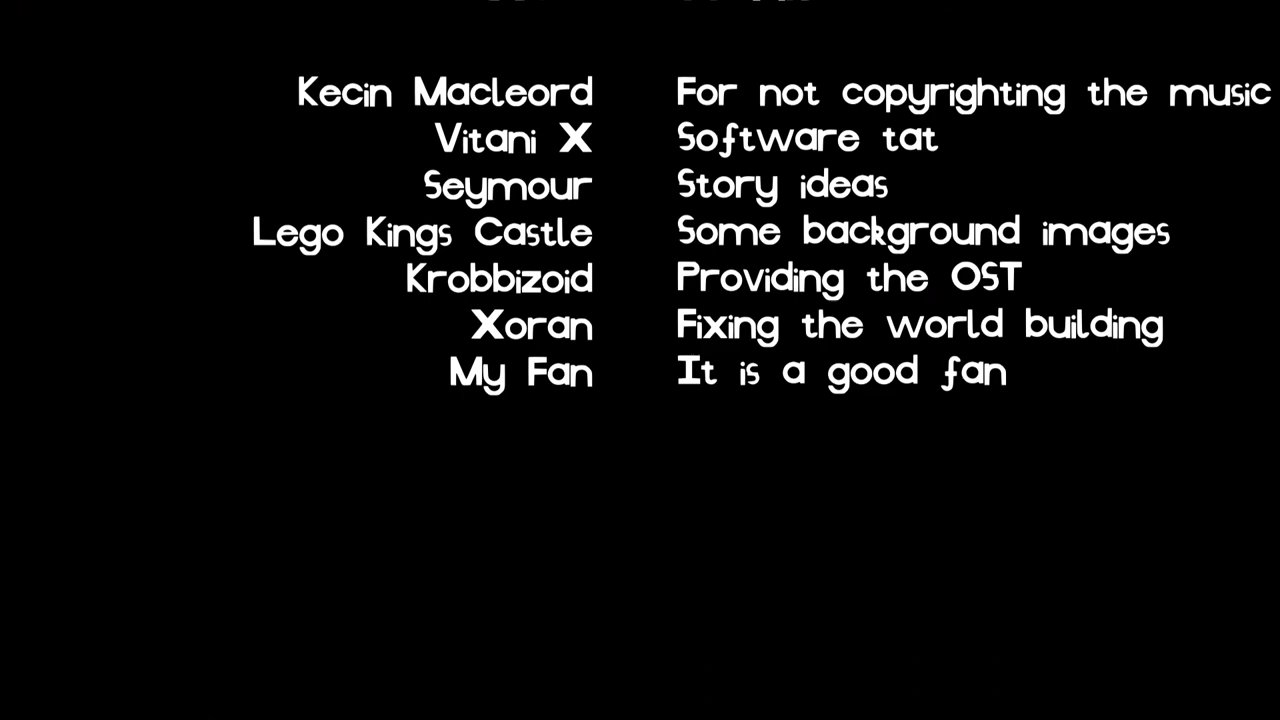 Kecin Macleord For not copyrighting the music
Vitani X Software tat
Seymour Story ideas
Lego Kings Castle Some background images
Krobbizoid Providing the OST
Xoran Fixing the world building
My Fan It is a good fan